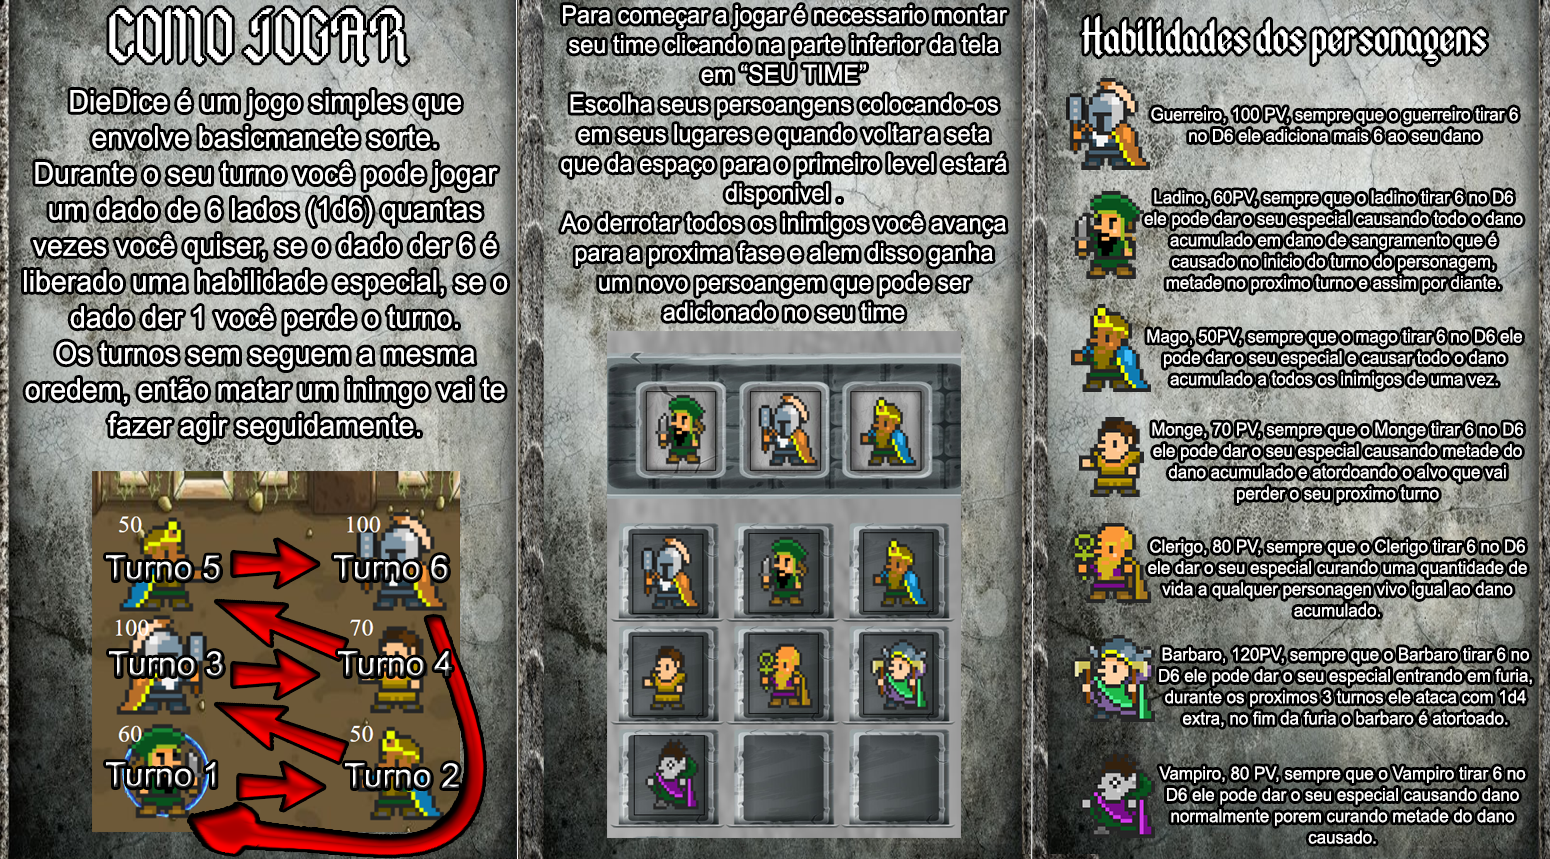 COMO JOGAR
DieDice é um jogo simples que
envolve basicmanete sorte.
Durante o seu turno você pode jogar
um dado de 6 lados (1d6) quantas
vezes você quiser, se o dado der 6 é
liberado uma habilidade especial, se o
dado der 1 você perde o turno.
Os turnos sem seguem a mesma
oredem, então matar um inimgo vai te
fazer agir seguidamente.
50
100
Turno 5
Turno 6
100
70
Turno 3
Turno 4
60
50
Turno 1
Turno 2
Para começar a jogar é necessario montar
seu time clicando na parte inferior da tela
em “SEU TIME”
Escolha seus persoangens colocando-os
em seus lugares e quando voltar a seta
que da espaço para o primeiro level estará
disponivel .
Ao derrotar todos os inimigos você avança
para a proxima fase e alem disso ganha
um novo persoangem que pode ser
adicionado no seu time
Habilidades dos personagens
Guerreiro, 100 PV, sempre que o guerreiro tirar 6
no D6 ele adiciona mais 6 ao seu dano
Ladino, 60PV, sempre que o ladino tirar 6 no D6
ele pode dar o seu especial causando todo o dano
acumulado em dano de sangramento que é
causado no inicio do turno do personagem,
metade no proximo turno e assim por diante.
Mago, 50PV, sempre que o mago tirar 6 no D6 ele
pode dar o seu especial e causar todo o dano
acumulado a todos os inimigos de uma vez.
Monge, 70 PV, sempre que o Monge tirar 6 no D6
ele pode dar o seu especial causando metade do
dano acumulado e atordoando o alvo que vai
perder o seu proximo turno
Clerigo, 80 PV, sempre que o Clerigo tirar 6 no D6
ele dar o seu especial curando uma quantidade de
vida a qualquer personagen vivo igual ao dano
acumulado.
Barbaro, 120PV, sempre que o Barbaro tirar 6 no
D6 ele pode dar o seu especial entrando em furia,
durante os proximos 3 turnos ele ataca com 1d4
extra, no fim da furia o barbaro é atortoado.
Vampiro, 80 PV, sempre que o Vampiro tirar 6 no
D6 ele pode dar o seu especial causando dano
normalmente porem curando metade do dano
causado.